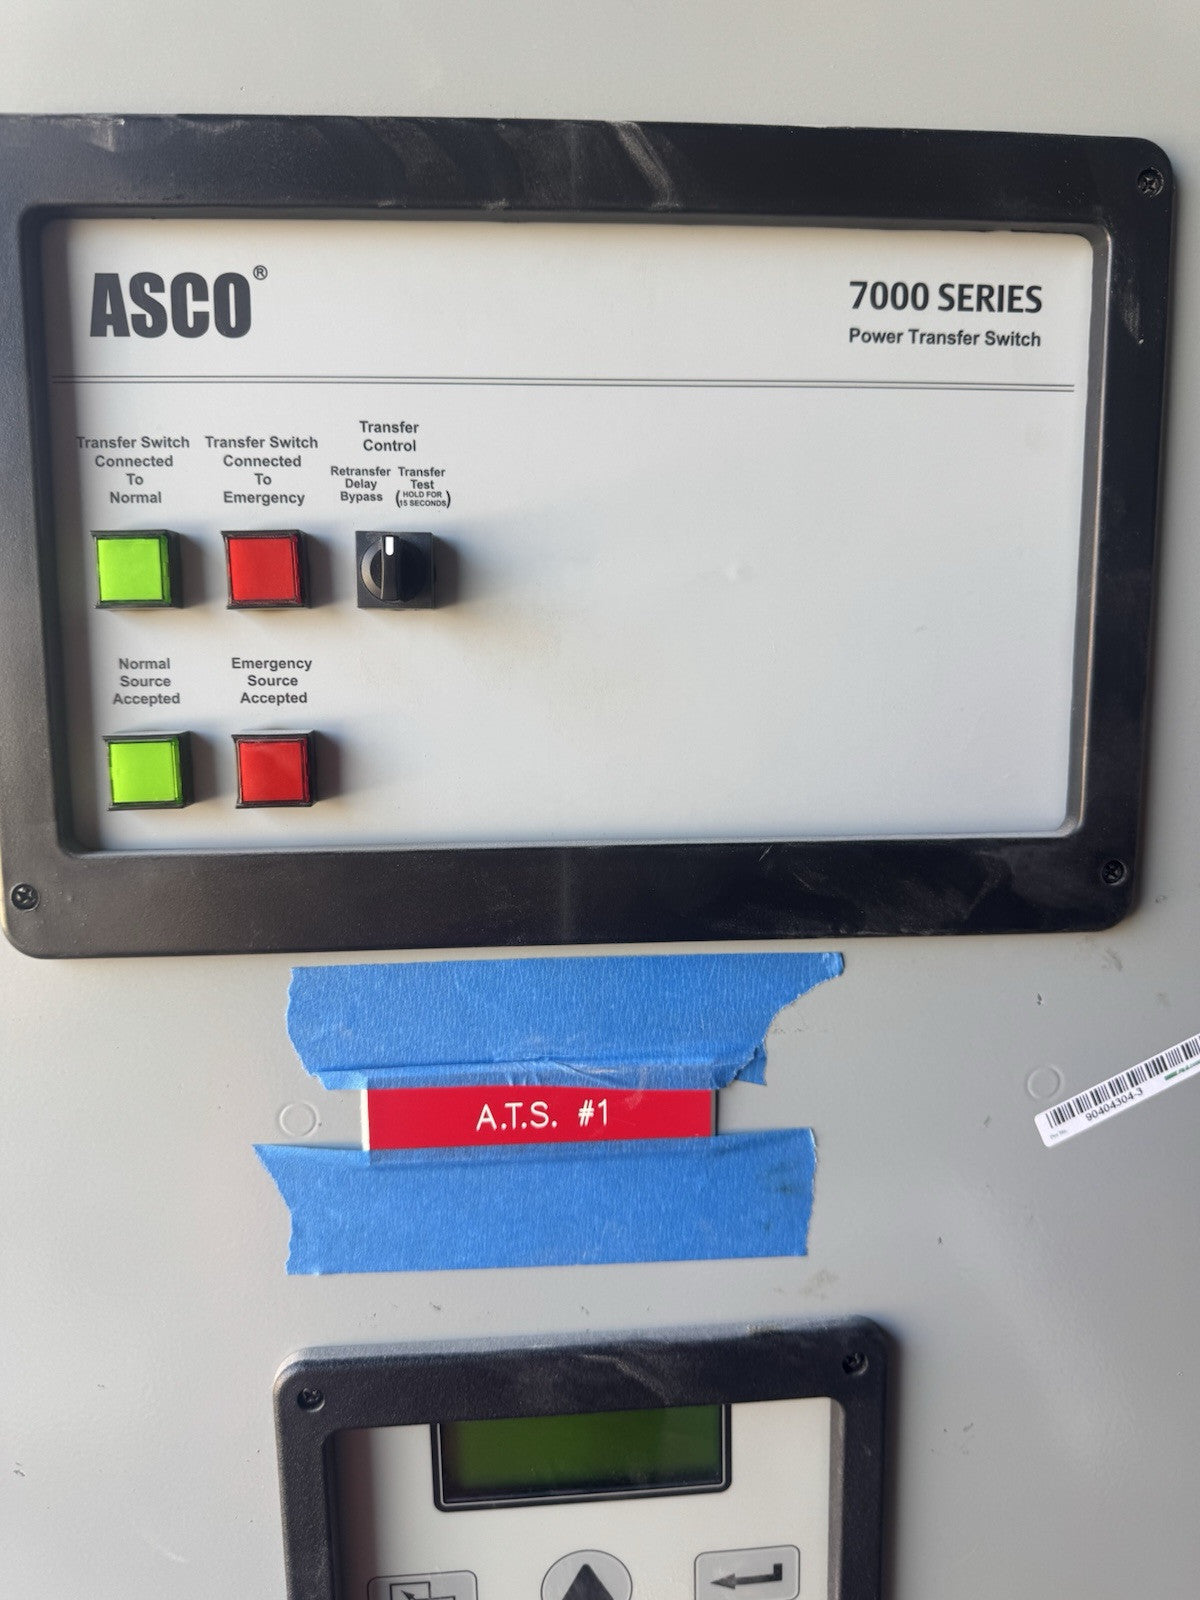 ASCO®
7000 SERIES
Power Transfer Switch
Transfer Switch
Connected
To
Normal
Transfer Switch
Connected
To
Emergency
Transfer
Control
Retransfer
Delay
Bypass
Transfer
Test
(HOLD FOR
15 SECONDS)
Normal
Source
Accepted
Emergency
Source
Accepted
A.T.S. #1
90404304-3